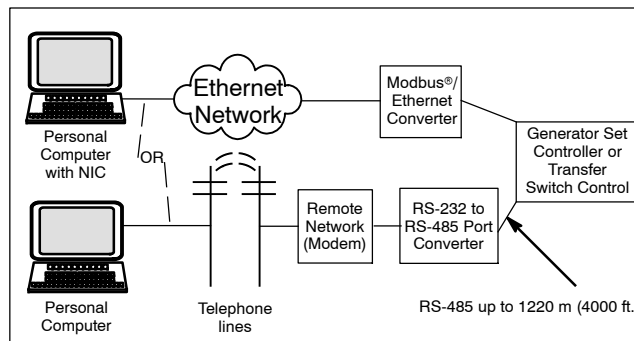 Ethernet
Network
Modbus®/
Ethernet
Converter
Personal
Computer
with NIC
OR
Generator Set
Controller or
Transfer
Switch Control
Remote
Network
(Modem)
RS-232 to
RS-485 Port
Converter
Personal
Computer
Telephone
lines
RS-485 up to 1220 m (4000 ft.